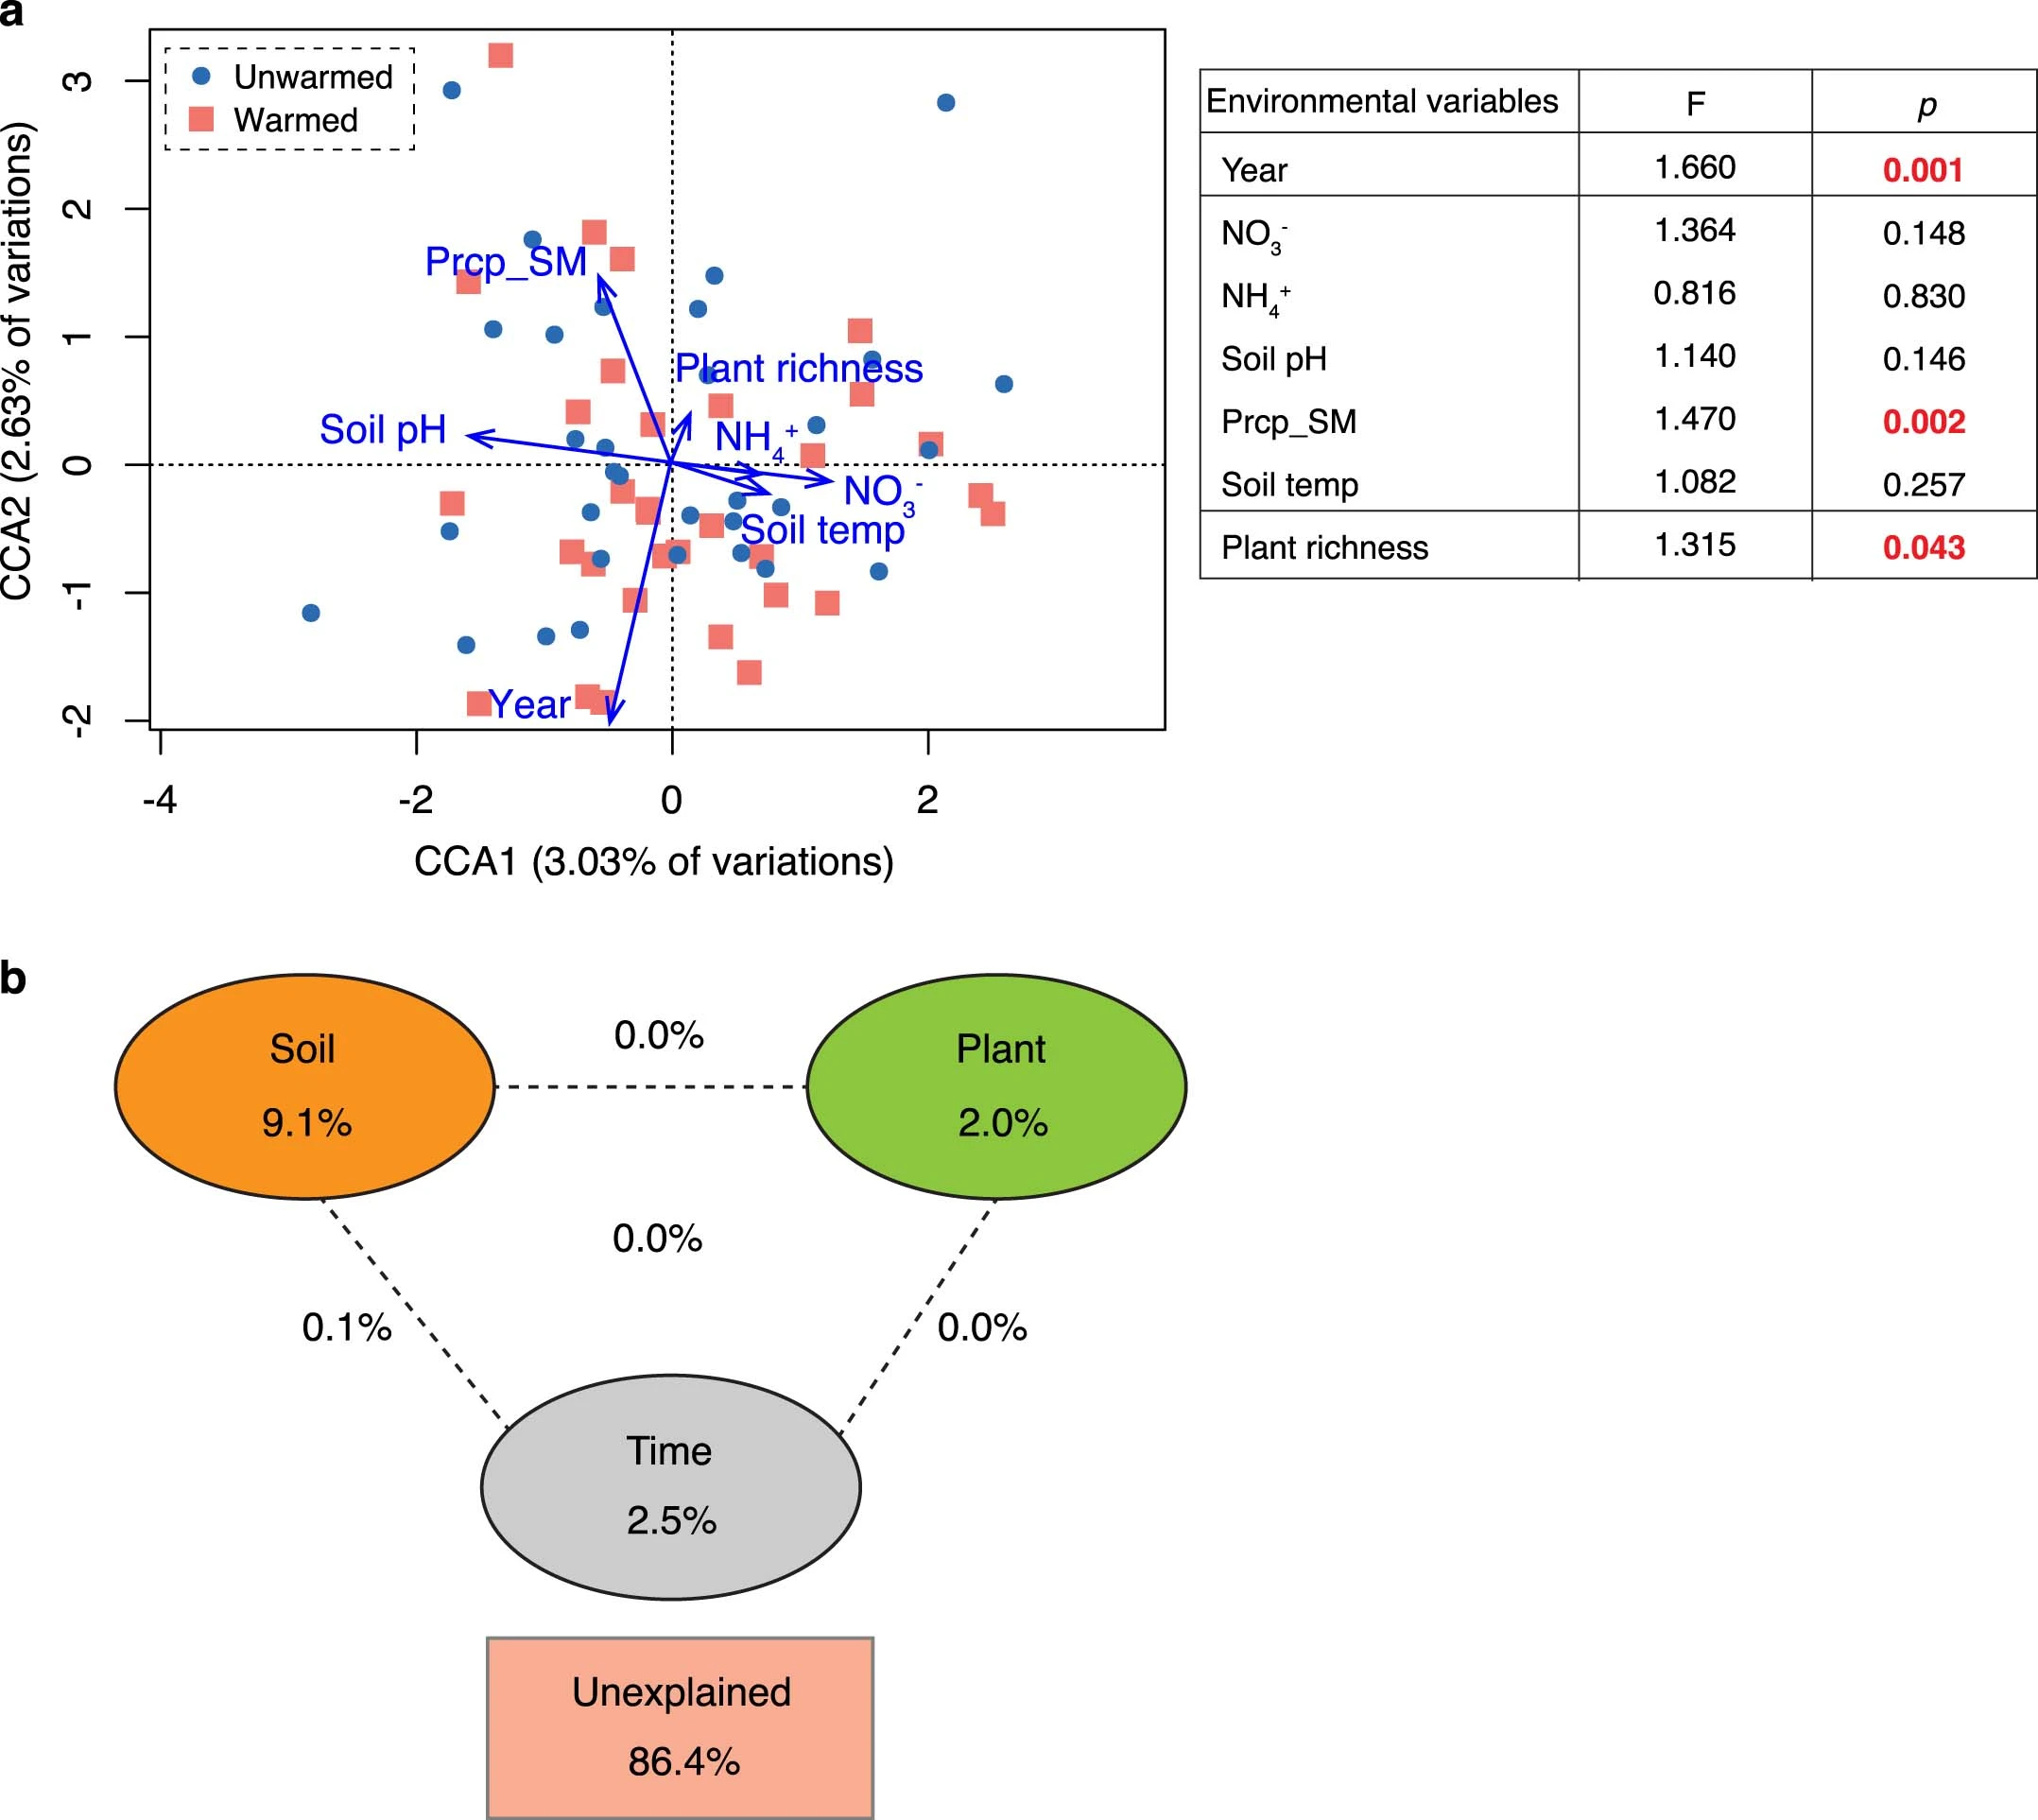 a
Unwarmed
Warmed
3
2
1
0
-1
-2
CCA2 (2.63% of variations)
Prcp_SM
Plant richness
Soil pH
NH₄⁺
NO₃⁻
Soil temp
Year
-4 -2 0 2
CCA1 (3.03% of variations)
Environmental variables F p
Year 1.660 0.001
NO₃⁻ 1.364 0.148
NH₄⁺ 0.816 0.830
Soil pH 1.140 0.146
Prcp_SM 1.470 0.002
Soil temp 1.082 0.257
Plant richness 1.315 0.043
b
Soil
9.1%
0.0%
Plant
2.0%
0.0%
0.1%
0.0%
Time
2.5%
Unexplained
86.4%